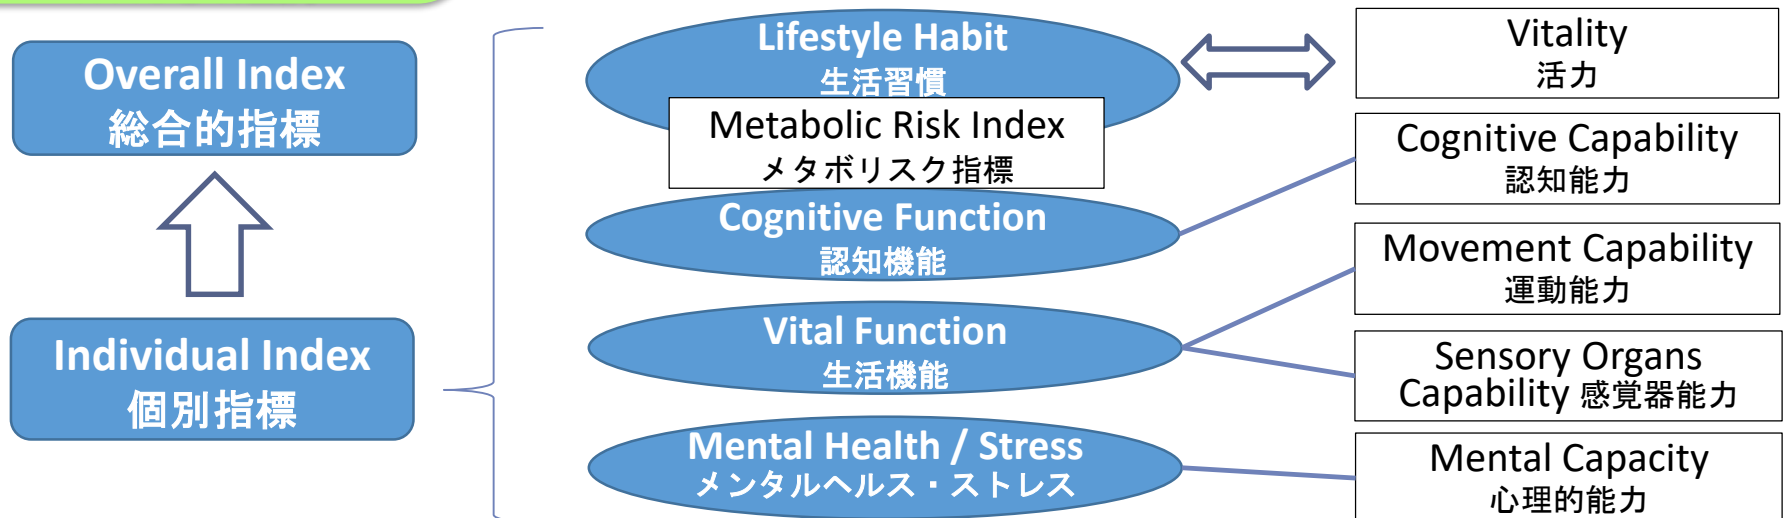 Overall Index
総合的指標
Individual Index
個別指標
Lifestyle Habit
生活習慣
Metabolic Risk Index
メタボリスク指標
Cognitive Function
認知機能
Vital Function
生活機能
Mental Health / Stress
メンタルヘルス・ストレス
Vitality
活力
Cognitive Capability
認知能力
Movement Capability
運動能力
Sensory Organs
Capability 感覚器能力
Mental Capacity
心理的能力